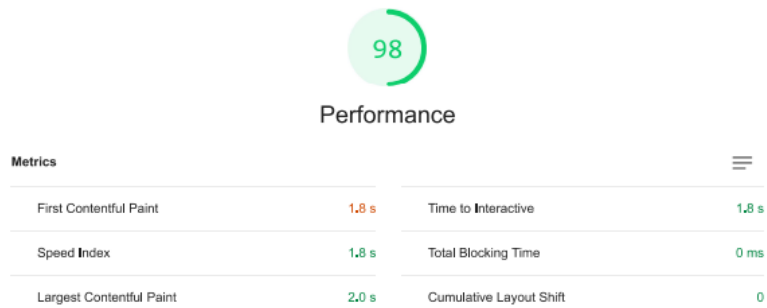 98
Performance
Metrics
First Contentful Paint 1.8 s
Time to Interactive 1.8 s
Speed Index 1.8 s
Total Blocking Time 0 ms
Largest Contentful Paint 2.0 s
Cumulative Layout Shift 0